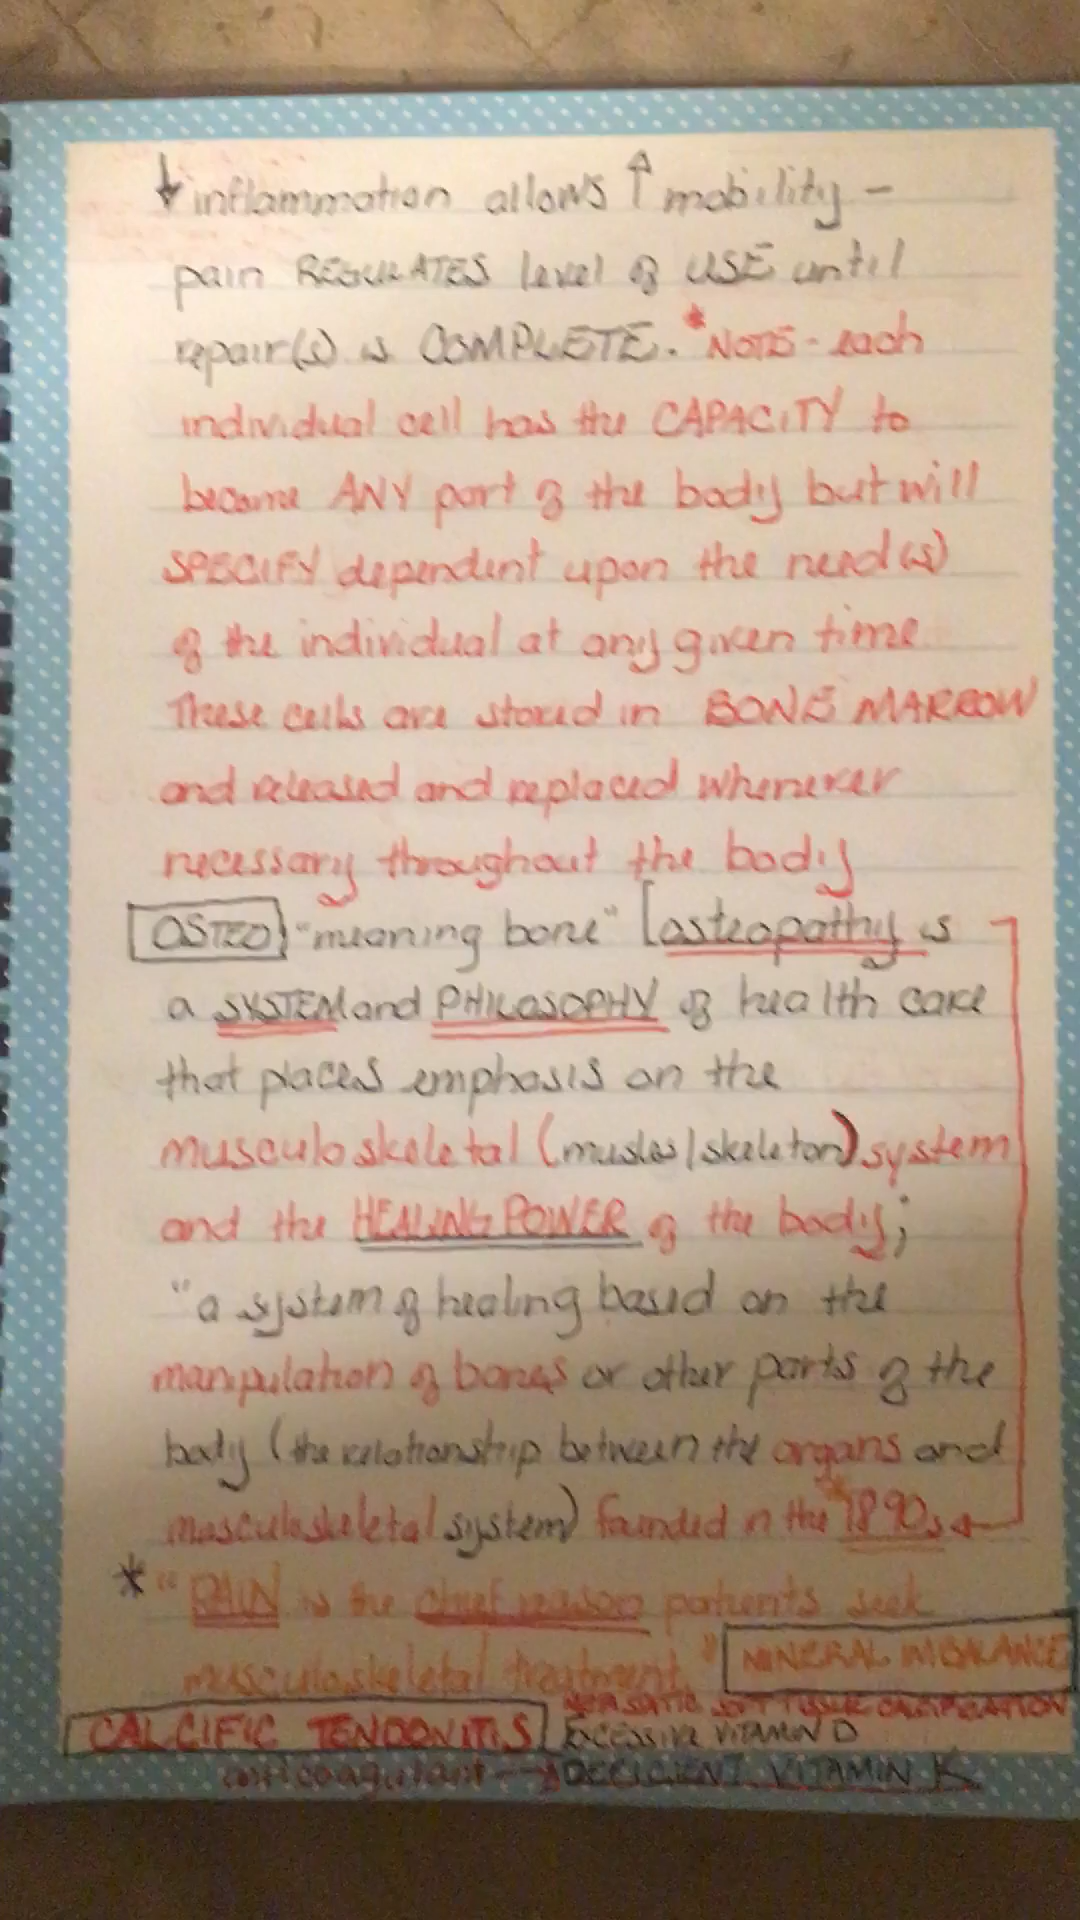 ↓ inflammation allows ↑ mobility -
pain REGULATES level of USE until
repair(s) is COMPLETE. *NOTE - each
individual cell has the CAPACITY to
become ANY part of the body but will
SPECIFY dependent upon the need(s)
of the individual at any given time
These cells are stored in BONE MARROW
and released and replaced whenever
necessary throughout the body
OSTEO "meaning bone" [osteopathy is
a SYSTEM and PHILOSOPHY of health care
that places emphasis on the
musculoskeletal (musles/skeleton) system
and the HEALING POWER of the body;
"a system of healing based on the
manipulation of bones or other parts of the
body (the relationship between the organs and
musculoskeletal system) founded in the 1890s
* "PAIN is the chief reason patients seek
musculoskeletal treatment." MINERAL IMBALANCE
SOFT TISSUE CALCIFICATION
CALCIFIC TENDONITIS EXCESSIVE VITAMIN D
anticoagulant → DEFICIENT VITAMIN K